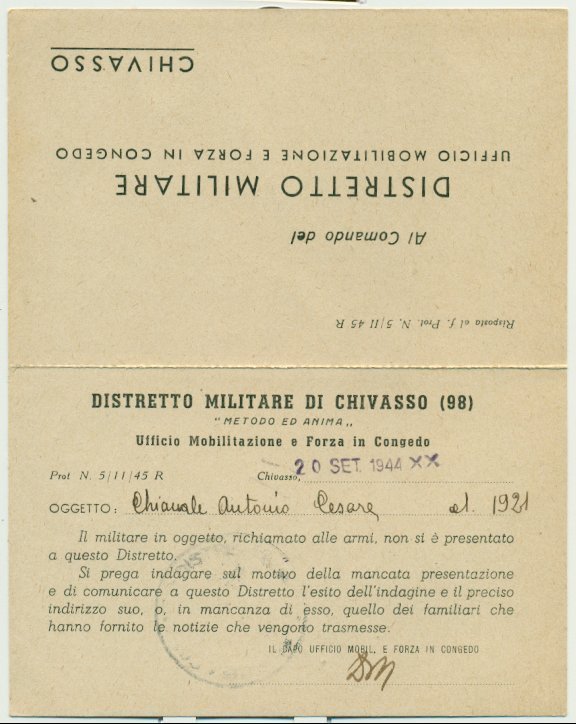 CHIVASSO
UFFICIO MOBILITAZIONE E FORZA IN CONGEDO
DISTRETTO MILITARE
Al Comando del
Risposta al f. Prot. N. 5/11/45 R
DISTRETTO MILITARE DI CHIVASSO (98)
"METODO ED ANIMA„
Ufficio Mobilitazione e Forza in Congedo
Prot N. 5/11/45 R Chivasso, 20 SET. 1944 XX
OGGETTO: Chiavale Antonio Cesare cl. 1921
Il militare in oggetto, richiamato alle armi, non si è presentato
a questo Distretto.
Si prega indagare sul motivo della mancata presentazione
e di comunicare a questo Distretto l'esito dell'indagine e il preciso
indirizzo suo, o, in mancanza di esso, quello dei familiari che
hanno fornito le notizie che vengono trasmesse.
IL CAPO UFFICIO MOBIL. E FORZA IN CONGEDO